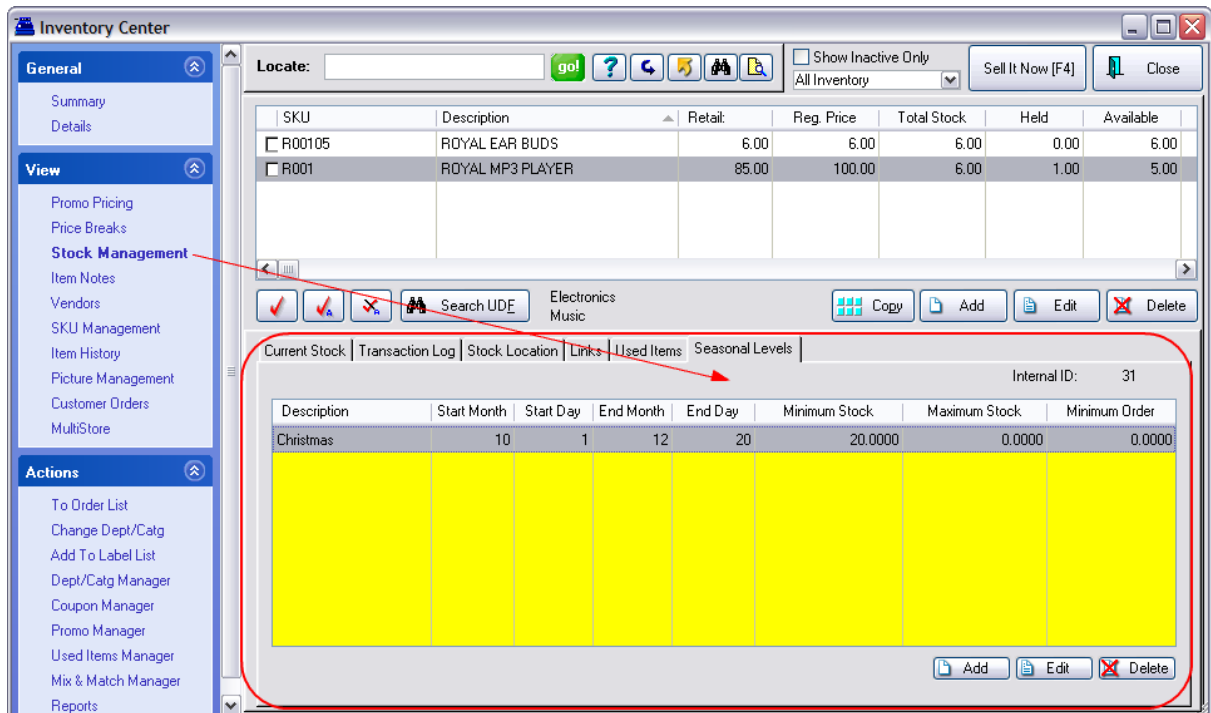 Inventory Center
General
Summary
Details
View
Promo Pricing
Price Breaks
Stock Management
Item Notes
Vendors
SKU Management
Item History
Picture Management
Customer Orders
MultiStore
Actions
To Order List
Change Dept/Catg
Add To Label List
Dept/Catg Manager
Coupon Manager
Promo Manager
Used Items Manager
Mix & Match Manager
Reports
Locate: go! Show Inactive Only
All Inventory
Sell It Now [F4] Close
SKU Description Retail: Reg. Price Total Stock Held Available
R00105 ROYAL EAR BUDS 6.00 6.00 6.00 0.00 6.00
R001 ROYAL MP3 PLAYER 85.00 100.00 6.00 1.00 5.00
Search UDF Electronics
Music
Copy Add Edit Delete
Current Stock Transaction Log Stock Location Links Used Items Seasonal Levels
Internal ID: 31
Description Start Month Start Day End Month End Day Minimum Stock Maximum Stock Minimum Order
Christmas 10 1 12 20 20.0000 0.0000 0.0000
Add Edit Delete